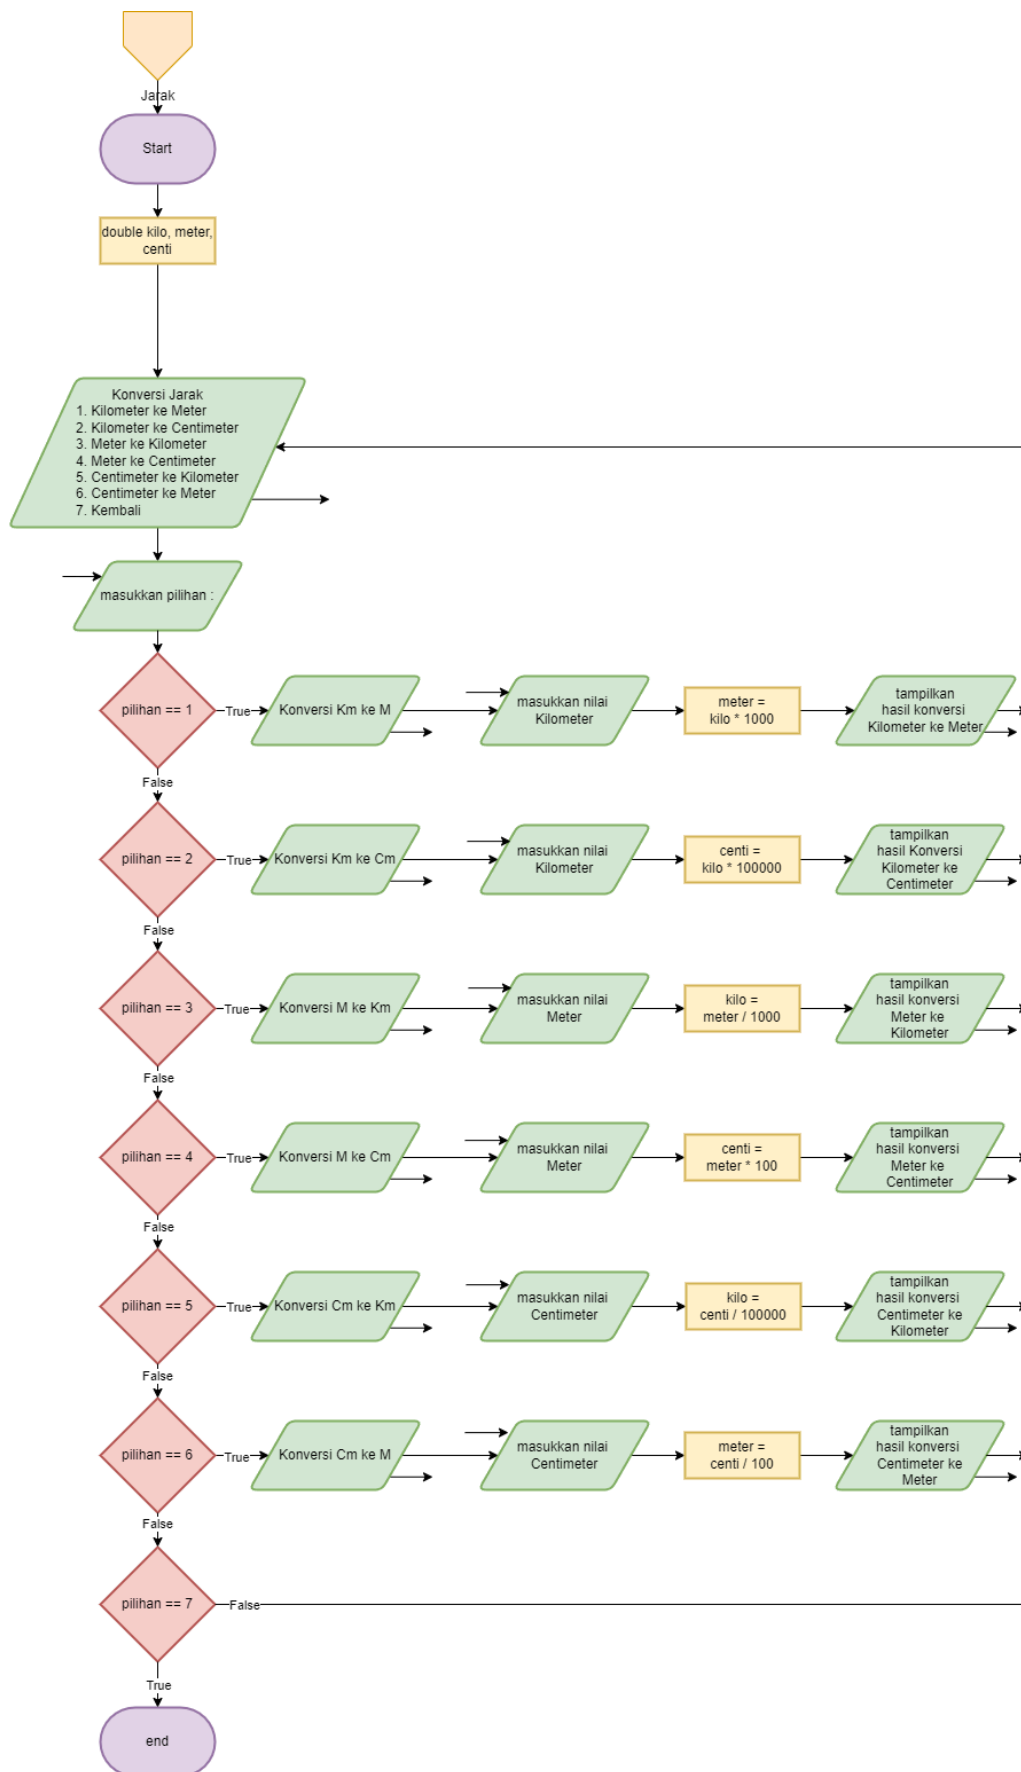 Jarak
Start
double kilo, meter,
centi
Konversi Jarak
1. Kilometer ke Meter
2. Kilometer ke Centimeter
3. Meter ke Kilometer
4. Meter ke Centimeter
5. Centimeter ke Kilometer
6. Centimeter ke Meter
7. Kembali
masukkan pilihan :
pilihan == 1
True
Konversi Km ke M
masukkan nilai
Kilometer
meter =
kilo * 1000
tampilkan
hasil konversi
Kilometer ke Meter
False
pilihan == 2
True
Konversi Km ke Cm
masukkan nilai
Kilometer
centi =
kilo * 100000
tampilkan
hasil Konversi
Kilometer ke
Centimeter
False
pilihan == 3
True
Konversi M ke Km
masukkan nilai
Meter
kilo =
meter / 1000
tampilkan
hasil konversi
Meter ke
Kilometer
False
pilihan == 4
True
Konversi M ke Cm
masukkan nilai
Meter
centi =
meter * 100
tampilkan
hasil konversi
Meter ke
Centimeter
False
pilihan == 5
True
Konversi Cm ke Km
masukkan nilai
Centimeter
kilo =
centi / 100000
tampilkan
hasil konversi
Centimeter ke
Kilometer
False
pilihan == 6
True
Konversi Cm ke M
masukkan nilai
Centimeter
meter =
centi / 100
tampilkan
hasil konversi
Centimeter ke
Meter
False
pilihan == 7
False
True
end